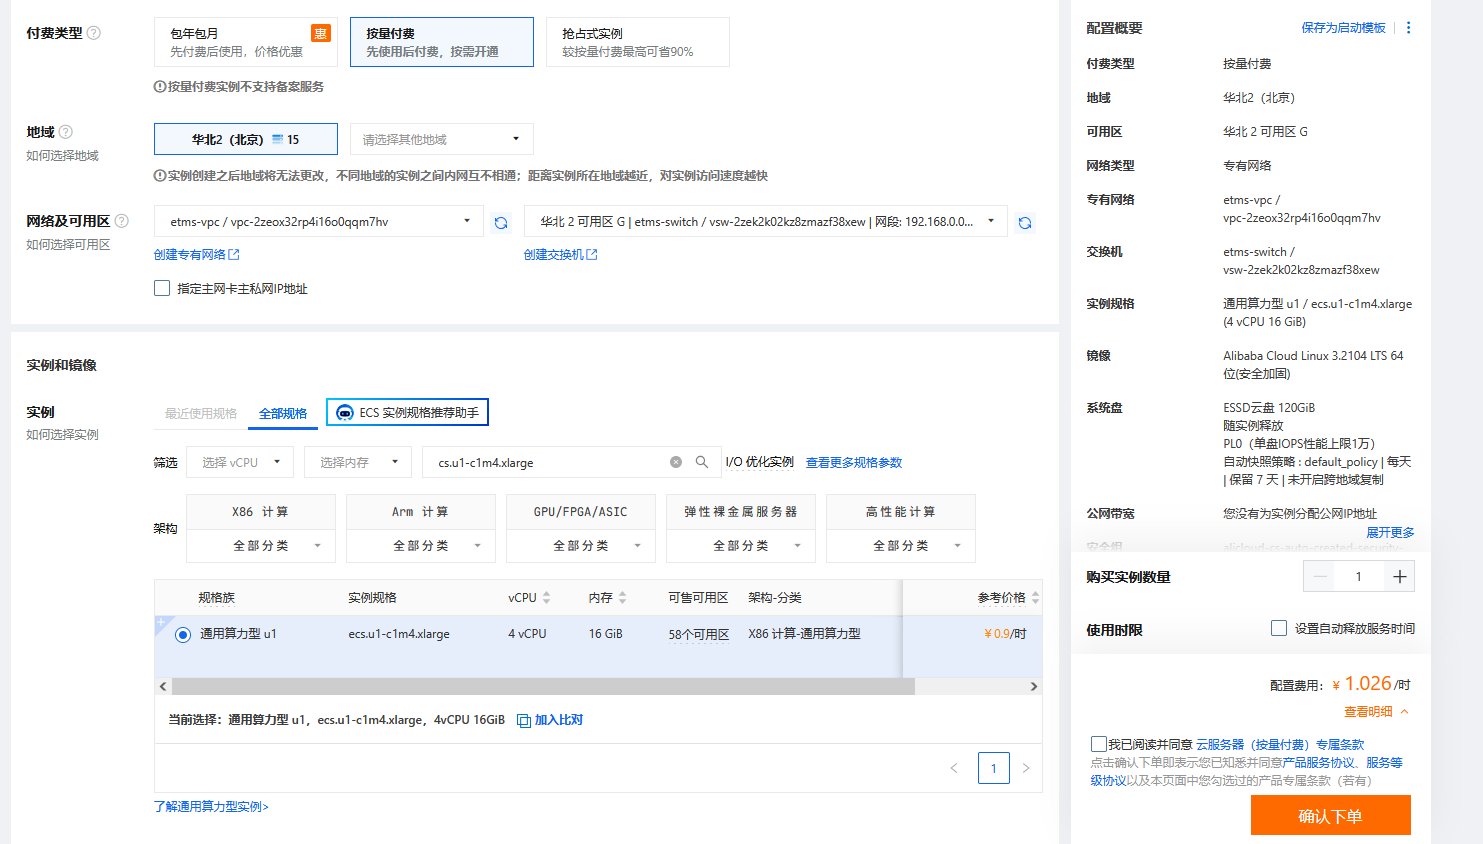 付费类型
包年包月
惠
先付费后使用，价格优惠
按量付费
先使用后付费，按需开通
抢占式实例
较按量付费最高可省90%
按量付费实例不支持备案服务
地域
如何选择地域
华北2（北京） 15
请选择其他地域
实例创建之后地域将无法更改，不同地域的实例之间内网互不相通；距离实例所在地域越近，对实例访问速度越快
网络及可用区
如何选择可用区
etms-vpc / vpc-2zeox32rp4i16o0qqm7hv
华北 2 可用区 G | etms-switch / vsw-2zek2k02kz8zmazf38xew | 网段: 192.168.0.0...
创建专有网络
创建交换机
指定主网卡主私网IP地址
实例和镜像
实例
如何选择实例
最近使用规格
全部规格
ECS 实例规格推荐助手
筛选
选择 vCPU
选择内存
cs.u1-c1m4.xlarge
I/O 优化实例
查看更多规格参数
架构
X86 计算
Arm 计算
GPU/FPGA/ASIC
弹性裸金属服务器
高性能计算
全部分类
全部分类
全部分类
全部分类
全部分类
规格族
实例规格
vCPU
内存
可售可用区
架构-分类
参考价格
通用算力型 u1
ecs.u1-c1m4.xlarge
4 vCPU
16 GiB
58个可用区
X86 计算-通用算力型
¥ 0.9/时
当前选择：通用算力型 u1，ecs.u1-c1m4.xlarge，4vCPU 16GiB
加入比对
1
了解通用算力型实例>
配置概要
保存为启动模板
付费类型
按量付费
地域
华北2（北京）
可用区
华北 2 可用区 G
网络类型
专有网络
专有网络
etms-vpc /
vpc-2zeox32rp4i16o0qqm7hv
交换机
etms-switch /
vsw-2zek2k02kz8zmazf38xew
实例规格
通用算力型 u1 / ecs.u1-c1m4.xlarge
(4 vCPU 16 GiB)
镜像
Alibaba Cloud Linux 3.2104 LTS 64
位(安全加固)
系统盘
ESSD云盘 120GiB
随实例释放
PL0（单盘IOPS性能上限1万）
自动快照策略 : default_policy | 每天
| 保留 7 天 | 未开启跨地域复制
公网带宽
您没有为实例分配公网IP地址
展开更多
安全组
alicloud-cs-auto-created-security-
购买实例数量
1
使用时限
设置自动释放服务时间
配置费用： ¥ 1.026 /时
查看明细
我已阅读并同意 云服务器（按量付费）专属条款
点击确认下单即表示您已知悉并同意产品服务协议、服务等
级协议以及本页面中您勾选过的产品专属条款（若有）
确认下单